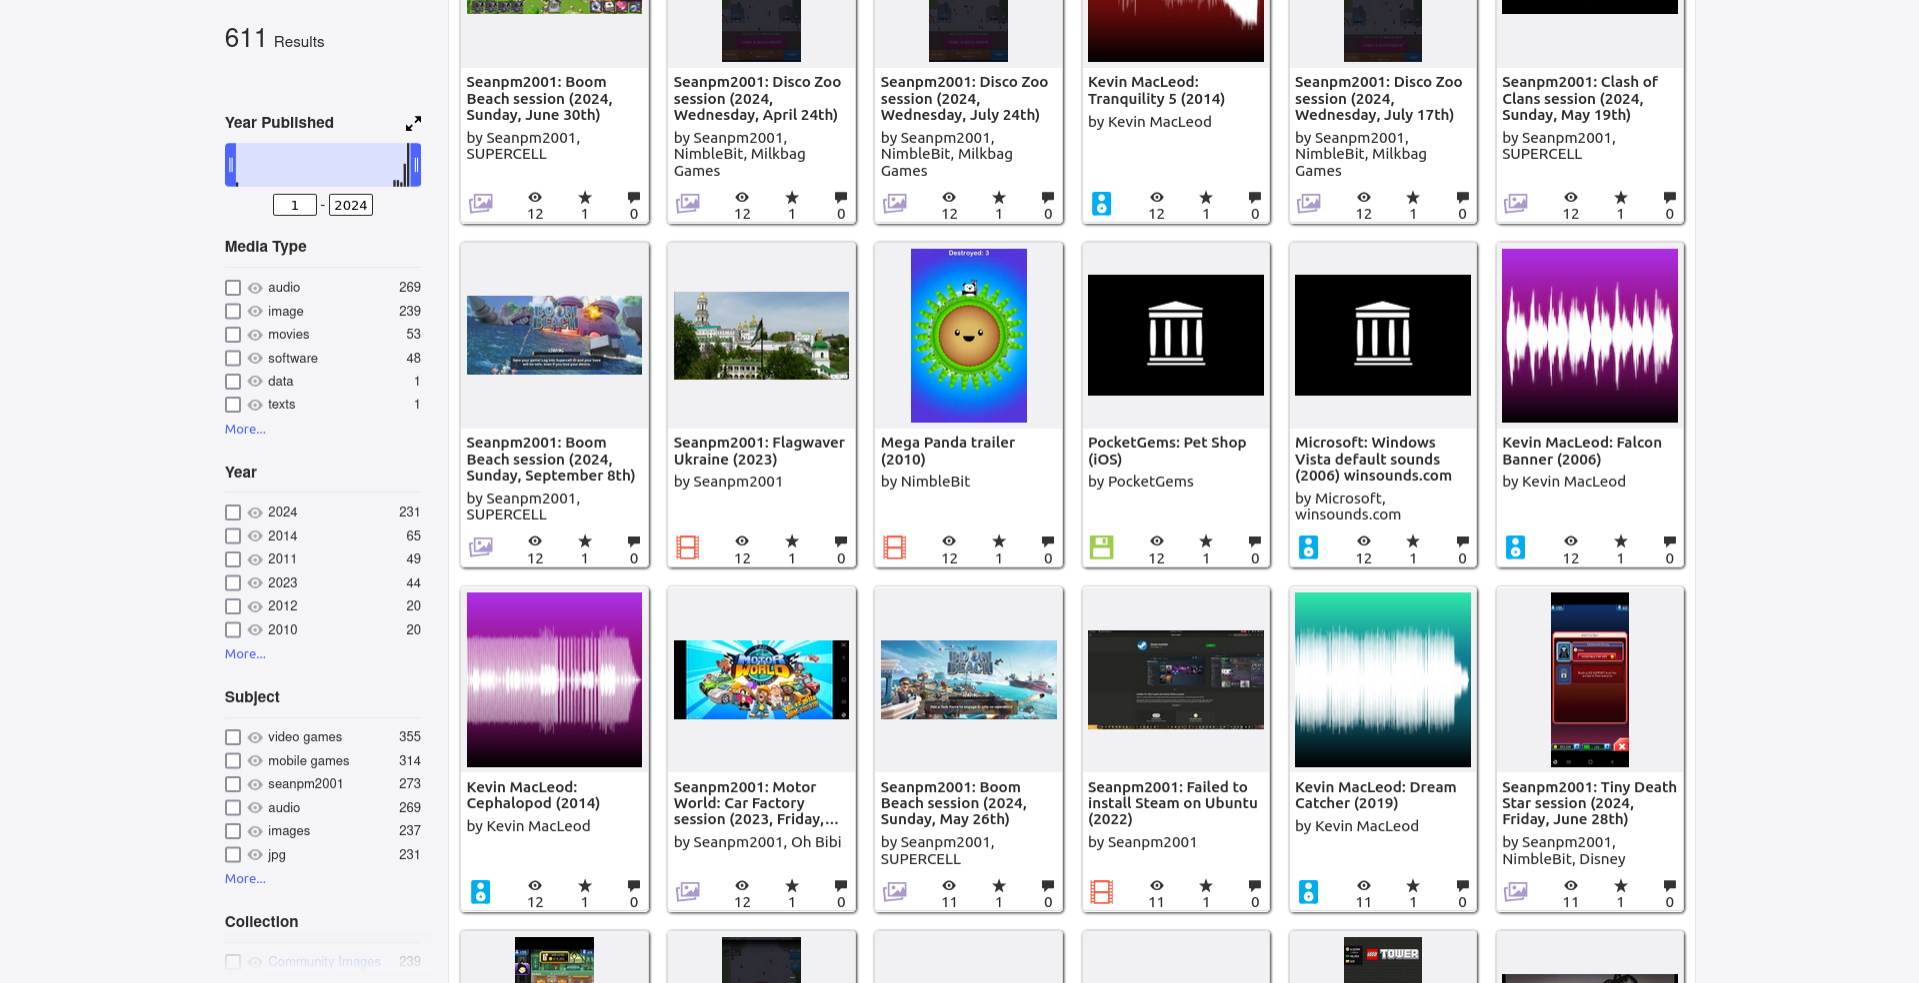 611 Results
Year Published
1 - 2024
Media Type
audio 269
image 239
movies 53
software 48
data 1
texts 1
More...
Year
2024 231
2014 65
2011 49
2023 44
2012 20
2010 20
More...
Subject
video games 355
mobile games 314
seanpm2001 273
audio 269
images 237
jpg 231
More...
Collection
Community Images 239
Seanpm2001: Boom
Beach session (2024,
Sunday, June 30th)
by Seanpm2001,
SUPERCELL
12 1 0
Seanpm2001: Disco Zoo
session (2024,
Wednesday, April 24th)
by Seanpm2001,
NimbleBit, Milkbag
Games
12 1 0
Seanpm2001: Disco Zoo
session (2024,
Wednesday, July 24th)
by Seanpm2001,
NimbleBit, Milkbag
Games
12 1 0
Kevin MacLeod:
Tranquility 5 (2014)
by Kevin MacLeod
12 1 0
Seanpm2001: Disco Zoo
session (2024,
Wednesday, July 17th)
by Seanpm2001,
NimbleBit, Milkbag
Games
12 1 0
Seanpm2001: Clash of
Clans session (2024,
Sunday, May 19th)
by Seanpm2001,
SUPERCELL
12 1 0
BOOM
BEACH
Seanpm2001: Boom
Beach session (2024,
Sunday, September 8th)
by Seanpm2001,
SUPERCELL
12 1 0
Seanpm2001: Flagwaver
Ukraine (2023)
by Seanpm2001
12 1 0
Destroyed: 3
Mega Panda trailer
(2010)
by NimbleBit
12 1 0
PocketGems: Pet Shop
(iOS)
by PocketGems
12 1 0
Microsoft: Windows
Vista default sounds
(2006) winsounds.com
by Microsoft,
winsounds.com
12 1 0
Kevin MacLeod: Falcon
Banner (2006)
by Kevin MacLeod
12 1 0
Kevin MacLeod:
Cephalopod (2014)
by Kevin MacLeod
12 1 0
MOTOR
WORLD
Seanpm2001: Motor
World: Car Factory
session (2023, Friday,...
by Seanpm2001, Oh Bibi
12 1 0
BOOM
BEACH
Seanpm2001: Boom
Beach session (2024,
Sunday, May 26th)
by Seanpm2001,
SUPERCELL
11 1 0
Seanpm2001: Failed to
install Steam on Ubuntu
(2022)
by Seanpm2001
11 1 0
Kevin MacLeod: Dream
Catcher (2019)
by Kevin MacLeod
11 1 0
Seanpm2001: Tiny Death
Star session (2024,
Friday, June 28th)
by Seanpm2001,
NimbleBit, Disney
11 1 0
LEGO TOWER